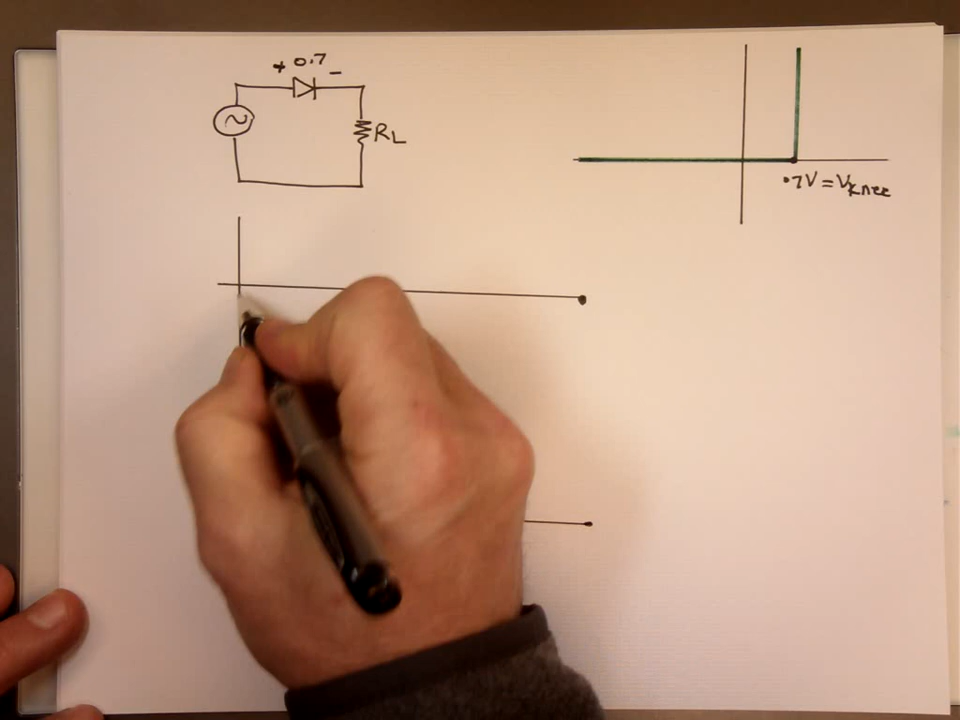 + 0.7 -
RL
.7V = Vknee